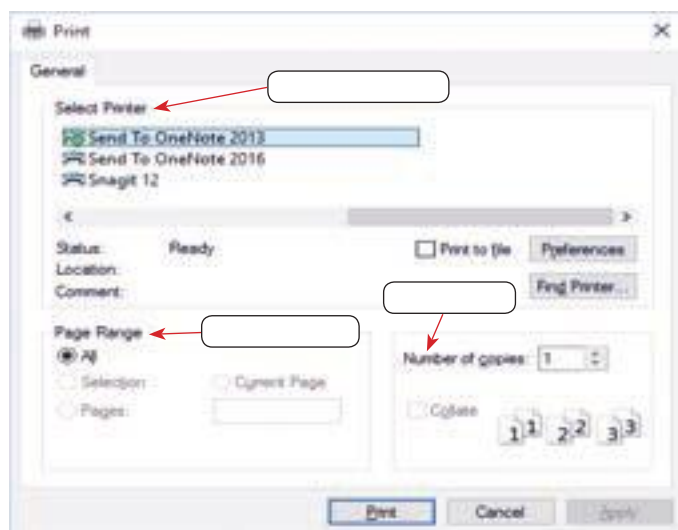 Print
General
Select Printer
Send To OneNote 2013
Send To OneNote 2016
Snagit 12
Status: Ready
Print to file Preferences
Location:
Comment: Find Printer...
Page Range
All
Number of copies: 1
Selection Current Page
Pages:
Collate
1 1 2 2 3 3
Print Cancel Apply